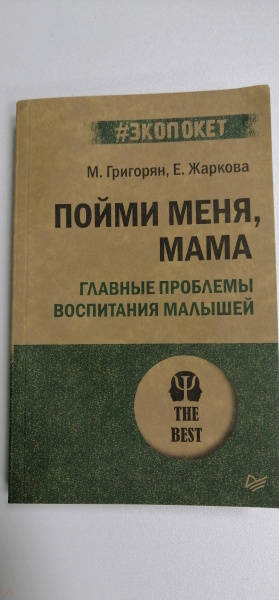 #ЭКОПОКЕТ
М. Григорян, Е. Жаркова
ПОЙМИ МЕНЯ,
МАМА
ГЛАВНЫЕ ПРОБЛЕМЫ
ВОСПИТАНИЯ МАЛЫШЕЙ
Ψ
THE
BEST